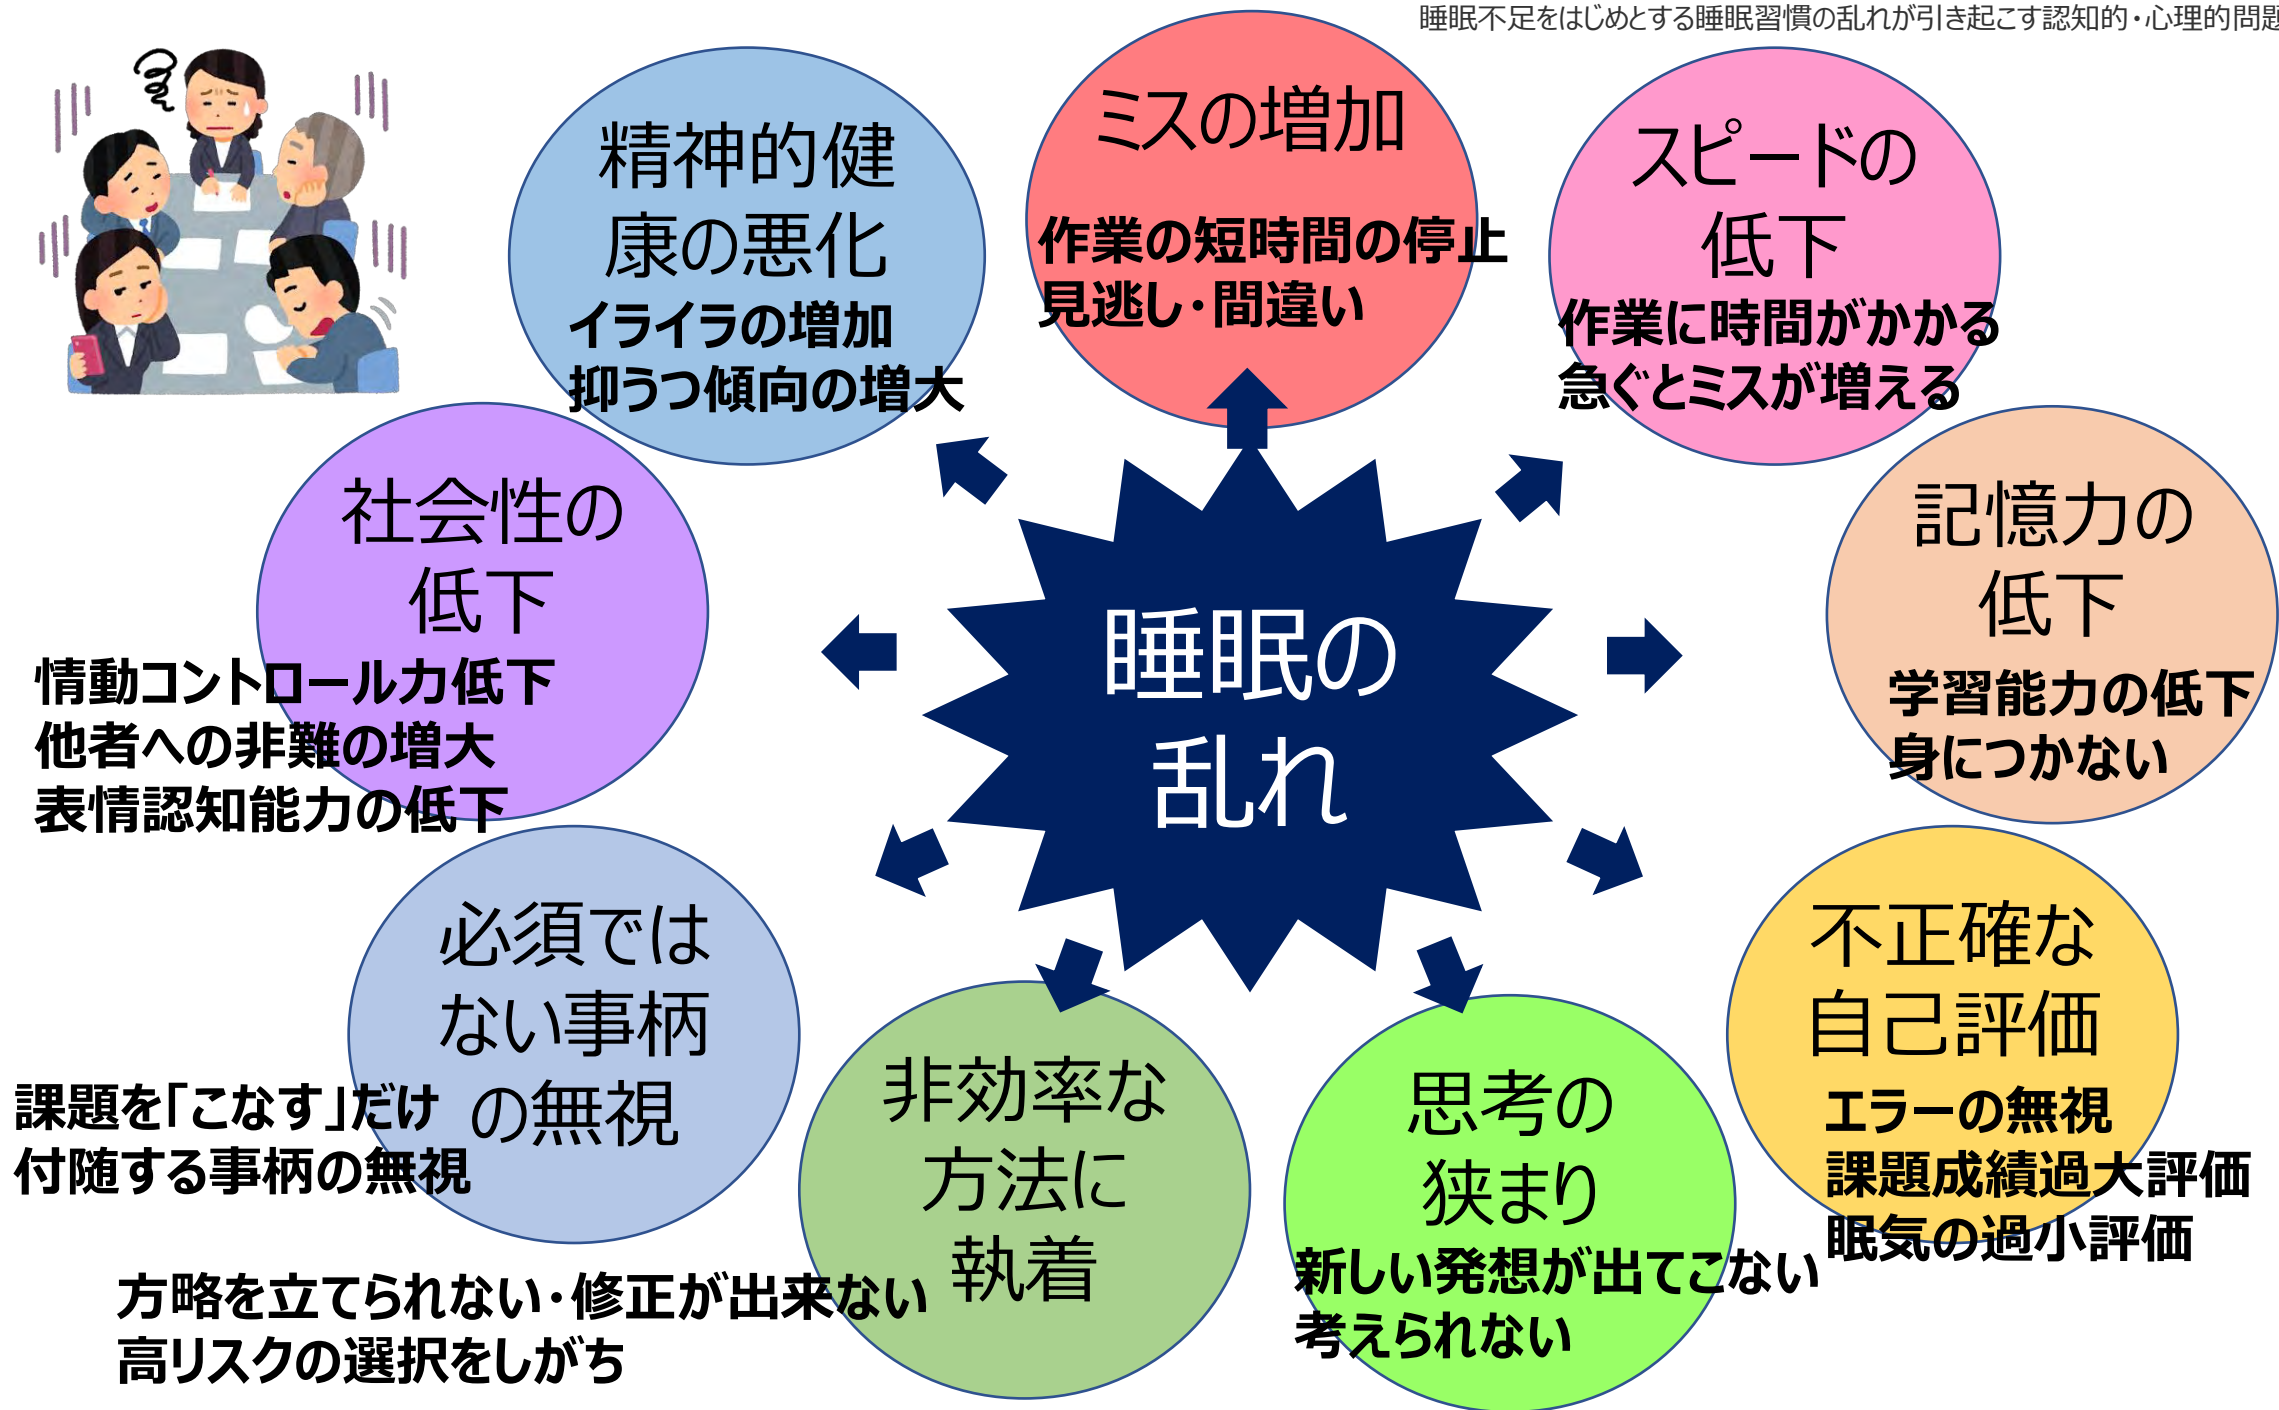 睡眠不足をはじめとする睡眠習慣の乱れが引き起こす認知的・心理的問題
精神的健
康の悪化
イライラの増加
抑うつ傾向の増大
ミスの増加
作業の短時間の停止
見逃し・間違い
スピードの
低下
作業に時間がかかる
急ぐとミスが増える
社会性の
低下
情動コントロール力低下
他者への非難の増大
表情認知能力の低下
睡眠の
乱れ
記憶力の
低下
学習能力の低下
身につかない
必須では
ない事柄
の無視
課題を「こなす」だけ
付随する事柄の無視
非効率な
方法に
執着
方略を立てられない・修正が出来ない
高リスクの選択をしがち
思考の
狭まり
新しい発想が出てこない
考えられない
不正確な
自己評価
エラーの無視
課題成績過大評価
眠気の過小評価